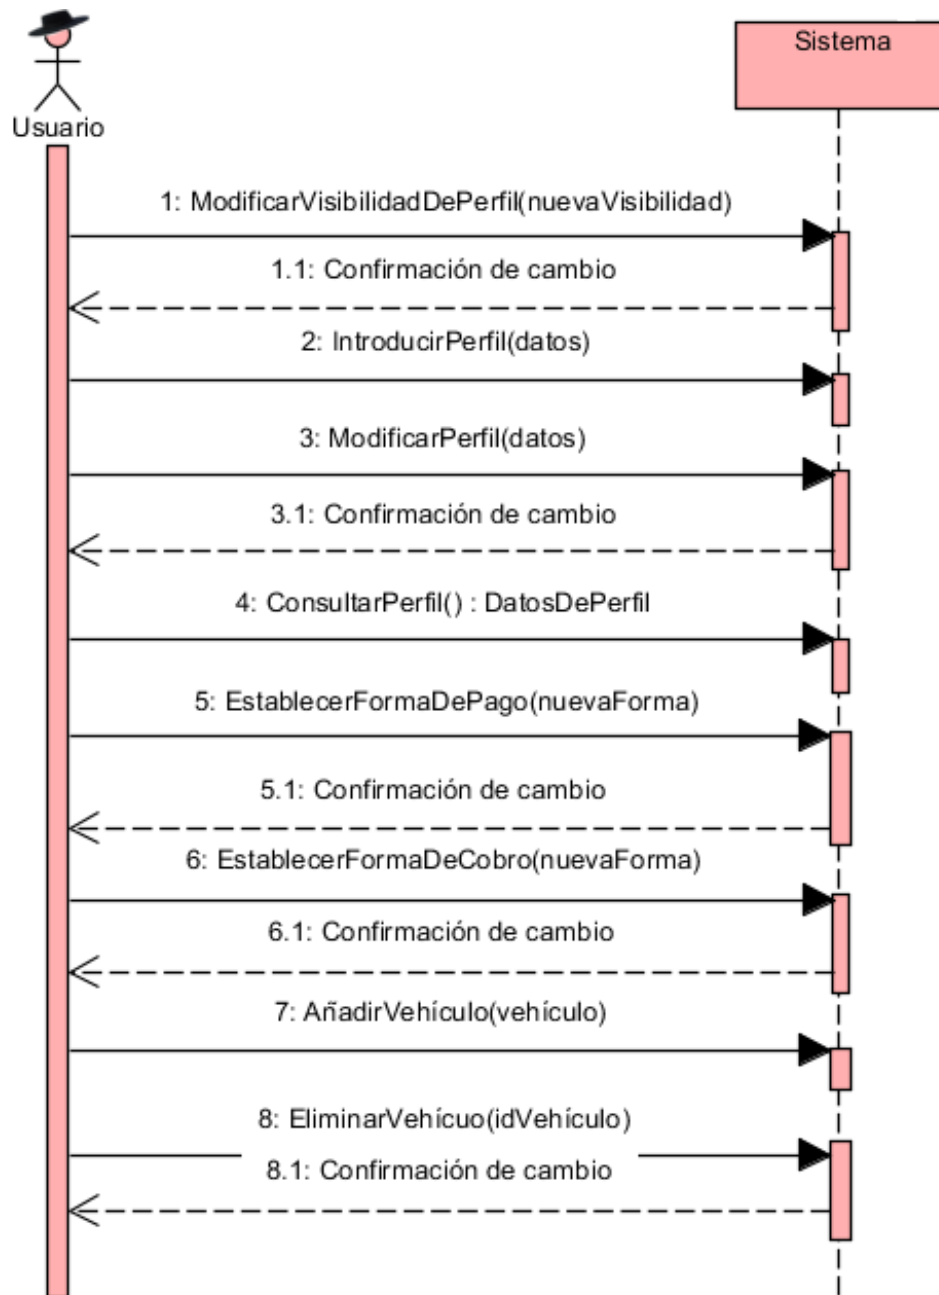 Sistema
Usuario
1: ModificarVisibilidadDePerfil(nuevaVisibilidad)
1.1: Confirmación de cambio
2: IntroducirPerfil(datos)
3: ModificarPerfil(datos)
3.1: Confirmación de cambio
4: ConsultarPerfil() : DatosDePerfil
5: EstablecerFormaDePago(nuevaForma)
5.1: Confirmación de cambio
6: EstablecerFormaDeCobro(nuevaForma)
6.1: Confirmación de cambio
7: AñadirVehículo(vehículo)
8: EliminarVehícuo(idVehículo)
8.1: Confirmación de cambio